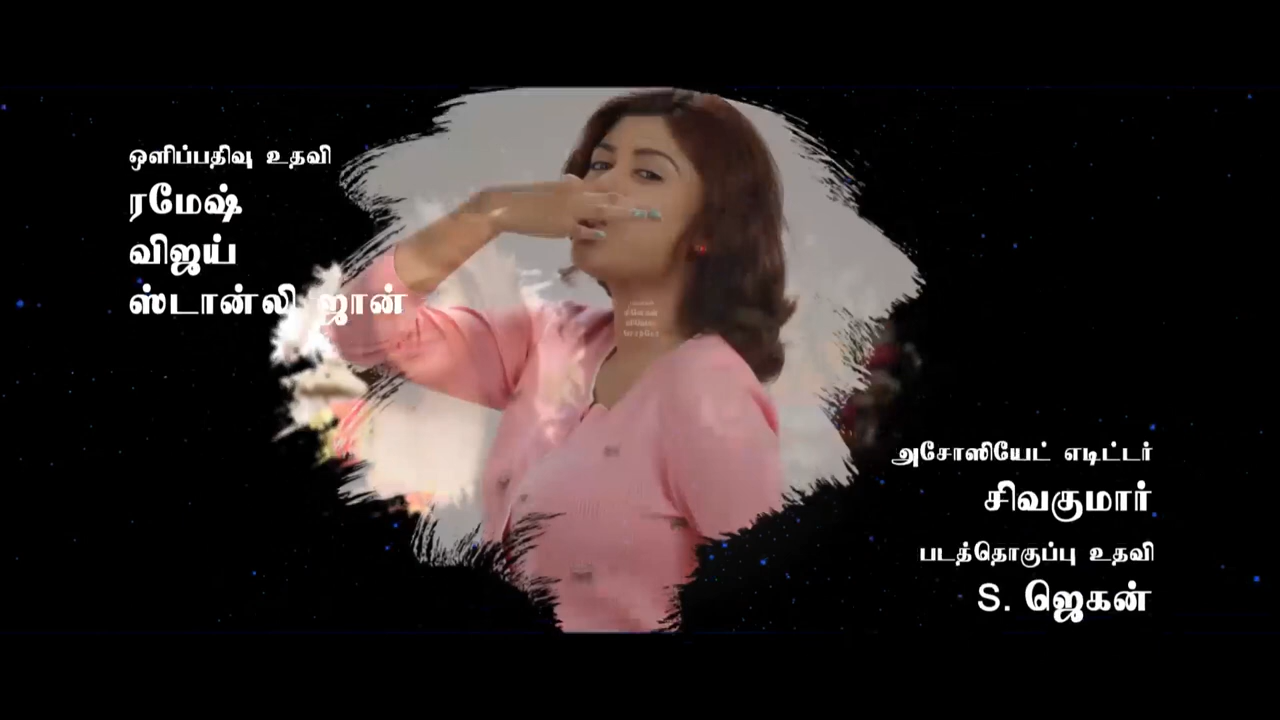 ஒளிப்பதிவு உதவி
ரமேஷ்
விஜய்
ஸ்டான்லி ஜான்
அசோஸியேட் எடிட்டர்
சிவகுமார்
படத்தொகுப்பு உதவி
S. ஜெகன்